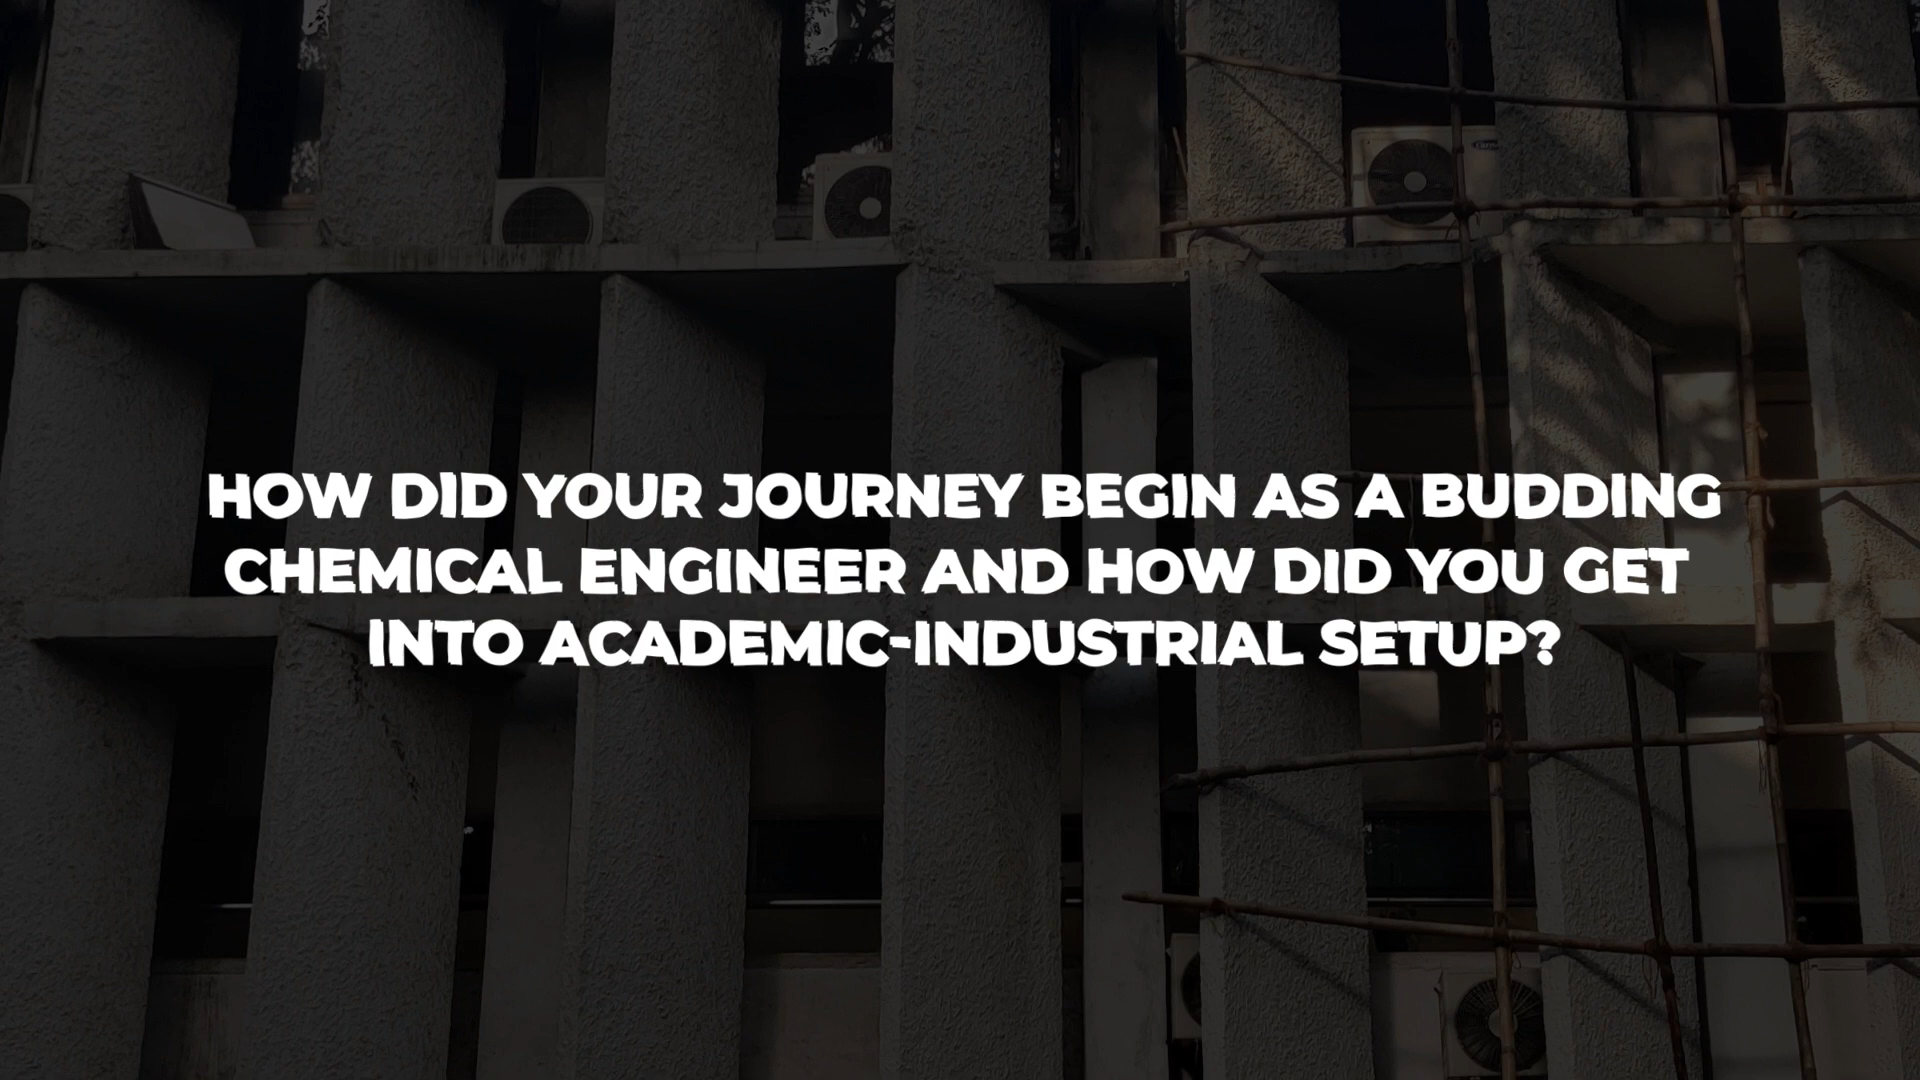 HOW DID YOUR JOURNEY BEGIN AS A BUDDING
CHEMICAL ENGINEER AND HOW DID YOU GET
INTO ACADEMIC-INDUSTRIAL SETUP?